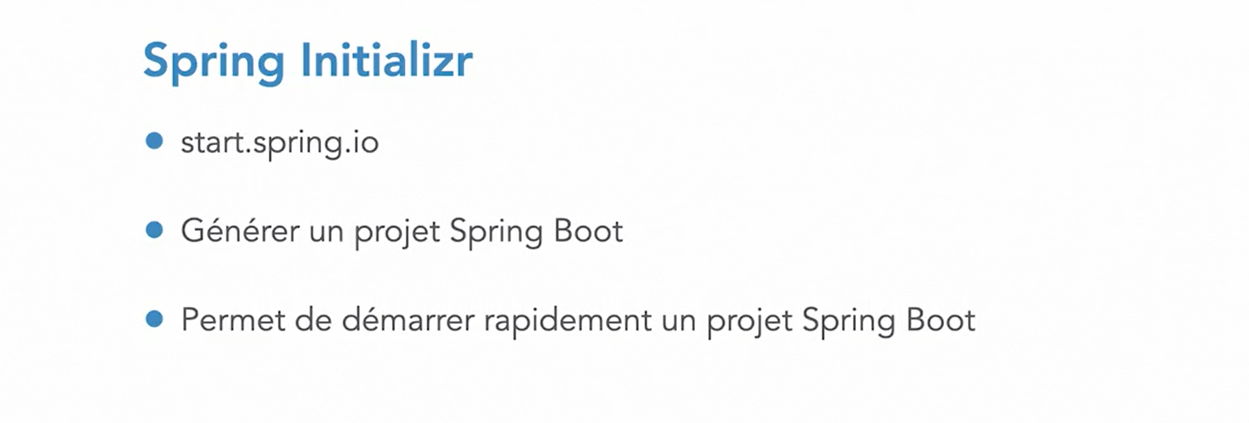 Spring Initializr
start.spring.io
Générer un projet Spring Boot
Permet de démarrer rapidement un projet Spring Boot